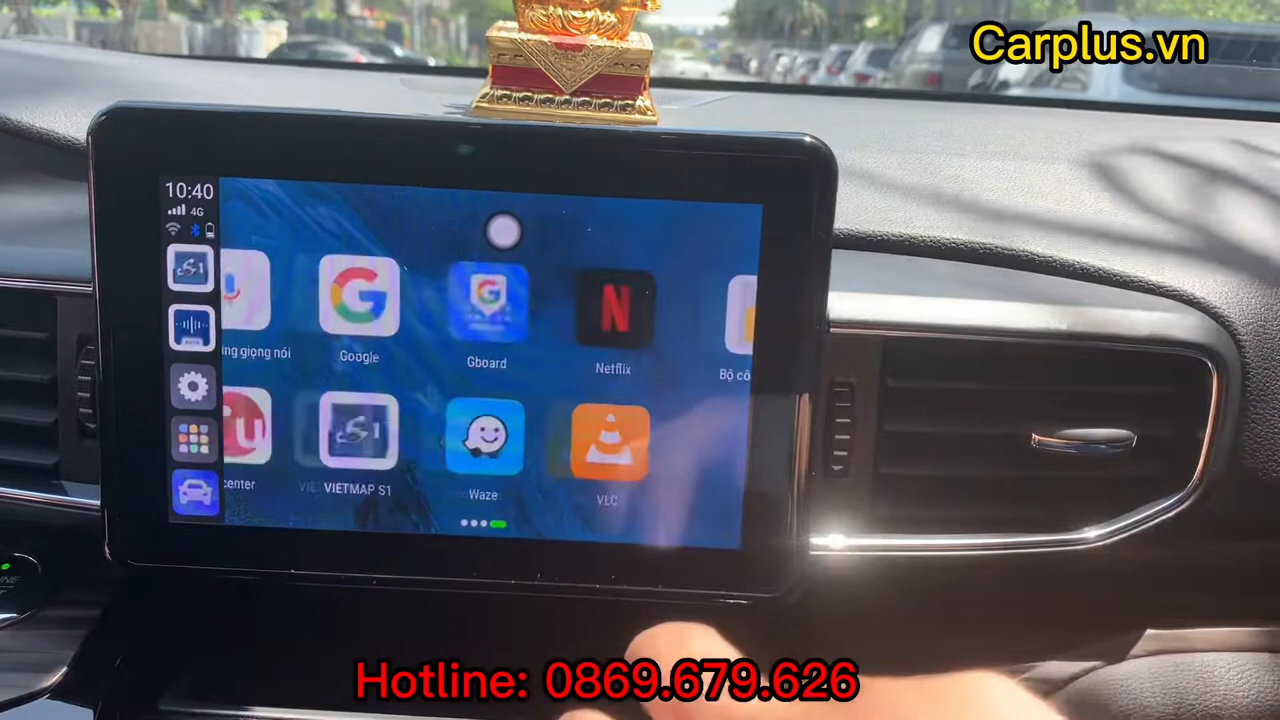 Carplus.vn
10:40
4G
ng giọng nói
Google
Gboard
Netflix
Bộ cô
center
VIETMAP S1
Waze
VLC
Hotline: 0869.679.626